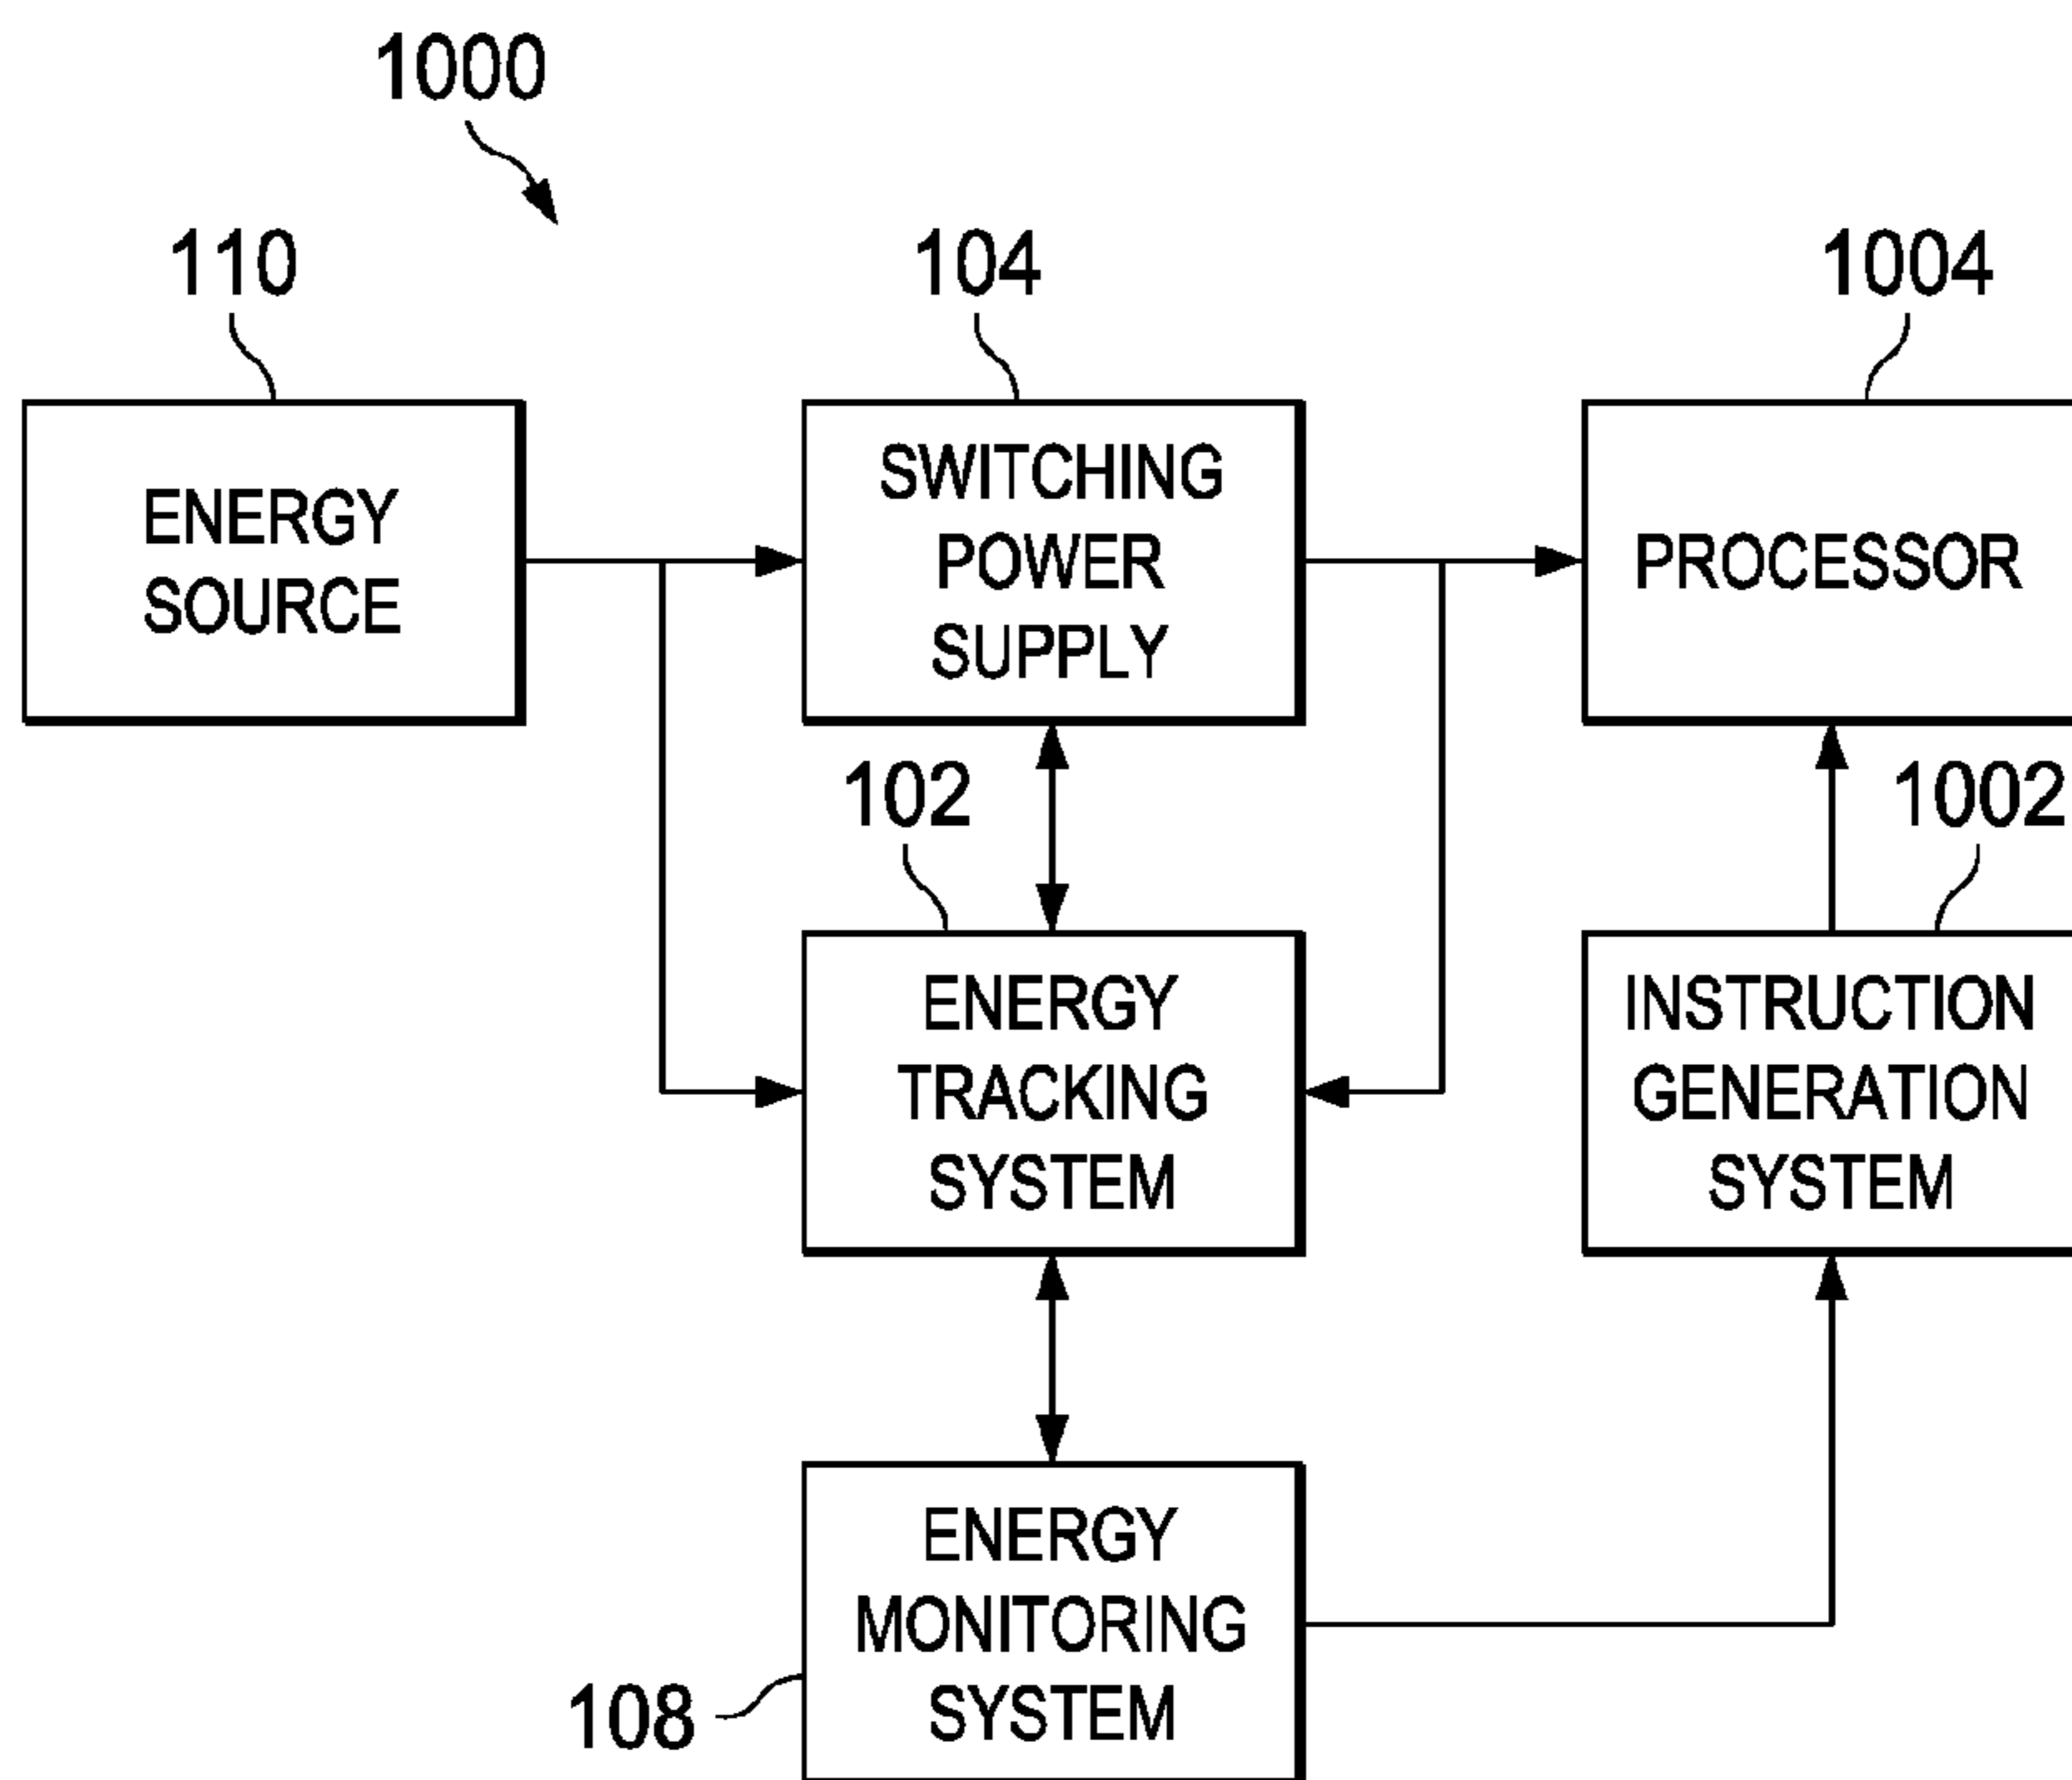 1000
110
104
1004
ENERGY
SOURCE
SWITCHING
POWER
SUPPLY
PROCESSOR
102
1002
ENERGY
TRACKING
SYSTEM
INSTRUCTION
GENERATION
SYSTEM
ENERGY
MONITORING
SYSTEM
108